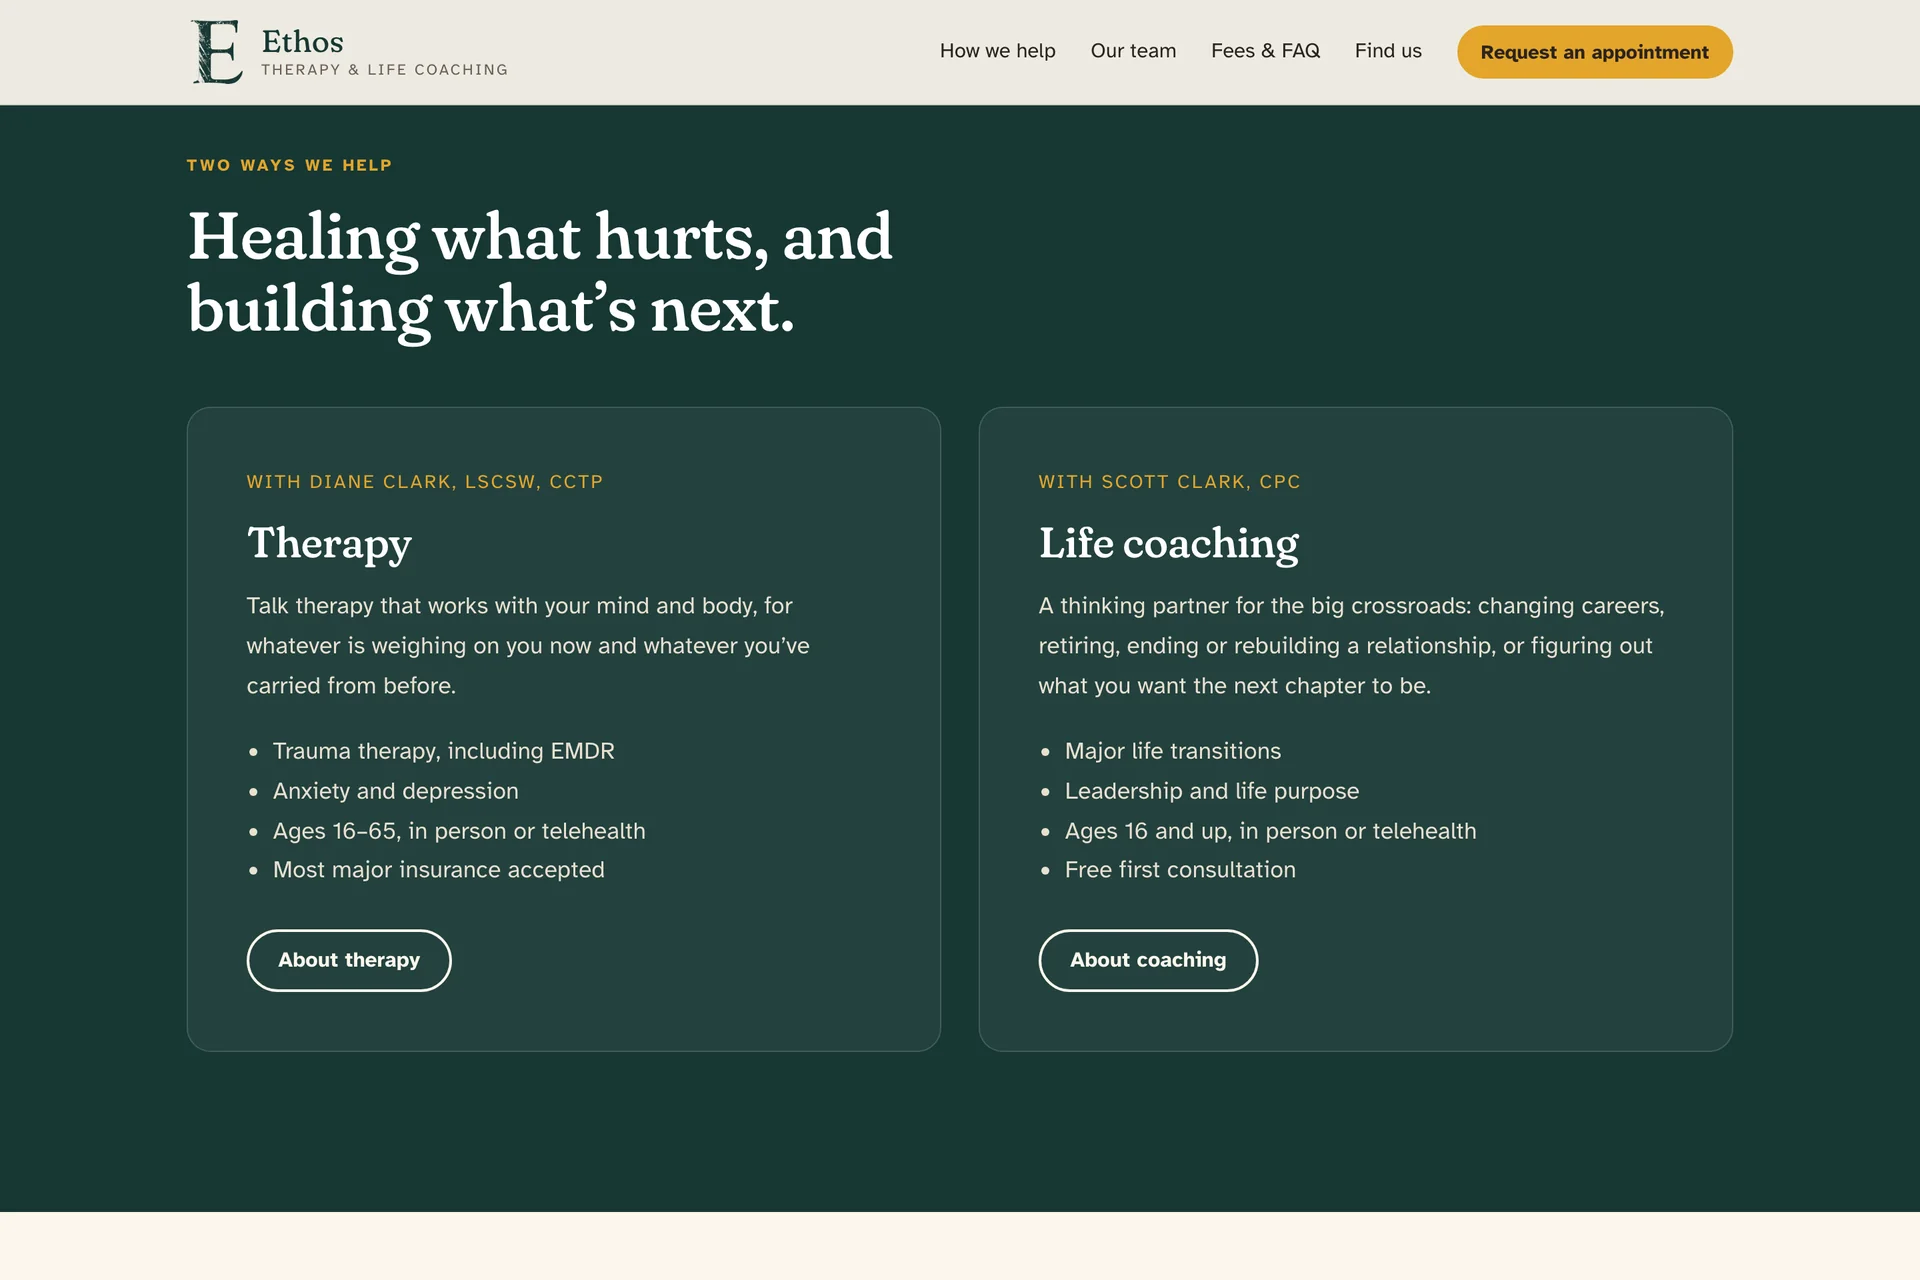 E
Ethos
THERAPY & LIFE COACHING
How we help
Our team
Fees & FAQ
Find us
Request an appointment
TWO WAYS WE HELP
Healing what hurts, and
building what’s next.
WITH DIANE CLARK, LSCSW, CCTP
Therapy
Talk therapy that works with your mind and body, for
whatever is weighing on you now and whatever you’ve
carried from before.
• Trauma therapy, including EMDR
• Anxiety and depression
• Ages 16–65, in person or telehealth
• Most major insurance accepted
About therapy
WITH SCOTT CLARK, CPC
Life coaching
A thinking partner for the big crossroads: changing careers,
retiring, ending or rebuilding a relationship, or figuring out
what you want the next chapter to be.
• Major life transitions
• Leadership and life purpose
• Ages 16 and up, in person or telehealth
• Free first consultation
About coaching